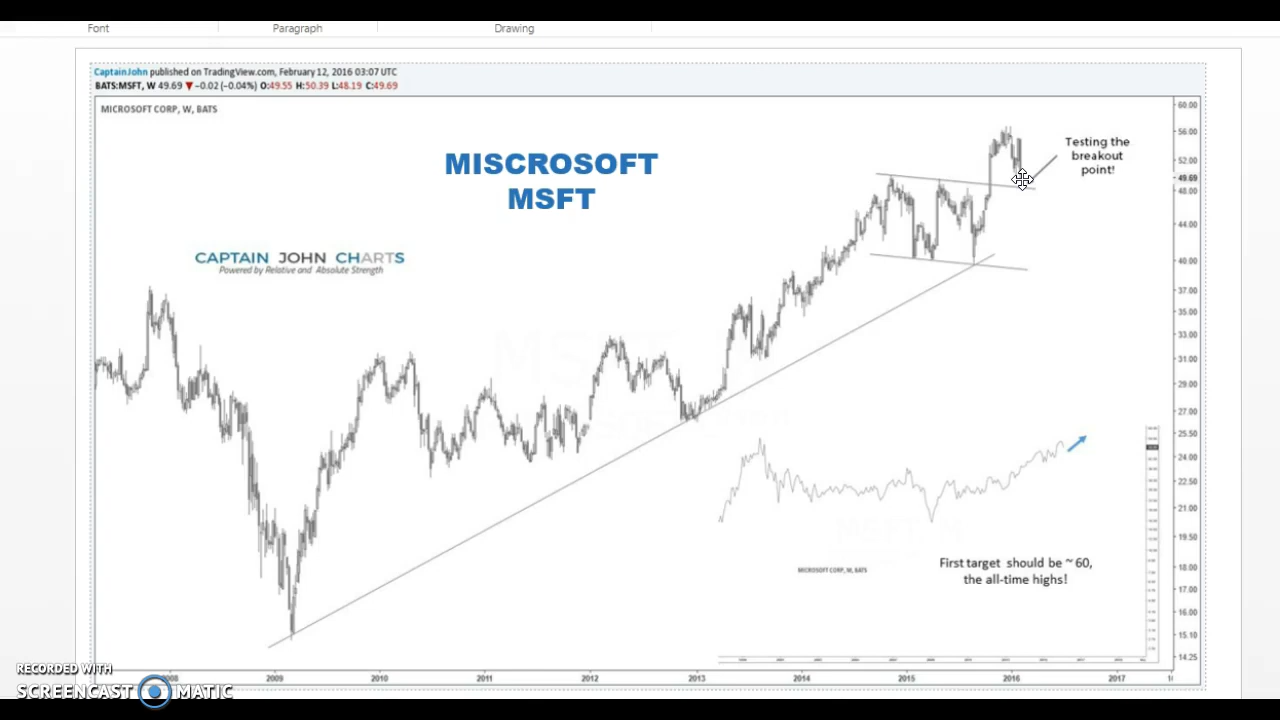 Font Paragraph Drawing
CaptainJohn published on TradingView.com, February 12, 2016 03:07 UTC
BATS:MSFT, W 49.69 ▼ −0.02 (−0.04%) O:49.55 H:50.39 L:48.19 C:49.69
MICROSOFT CORP, W, BATS
MISCROSOFT
MSFT
CAPTAIN JOHN CHARTS
Powered by Relative and Absolute Strength
Testing the
breakout
point!
60.00
56.00
52.00
49.69
48.00
44.00
40.00
37.00
35.00
33.00
31.00
29.00
27.00
25.50
24.00
22.50
21.00
19.50
18.00
17.00
16.00
15.10
14.25
First target should be ~ 60,
the all-time highs!
MICROSOFT CORP, W, BATS
2008 2009 2010 2011 2012 2013 2014 2015 2016 2017
RECORDED WITH
SCREENCAST MATIC